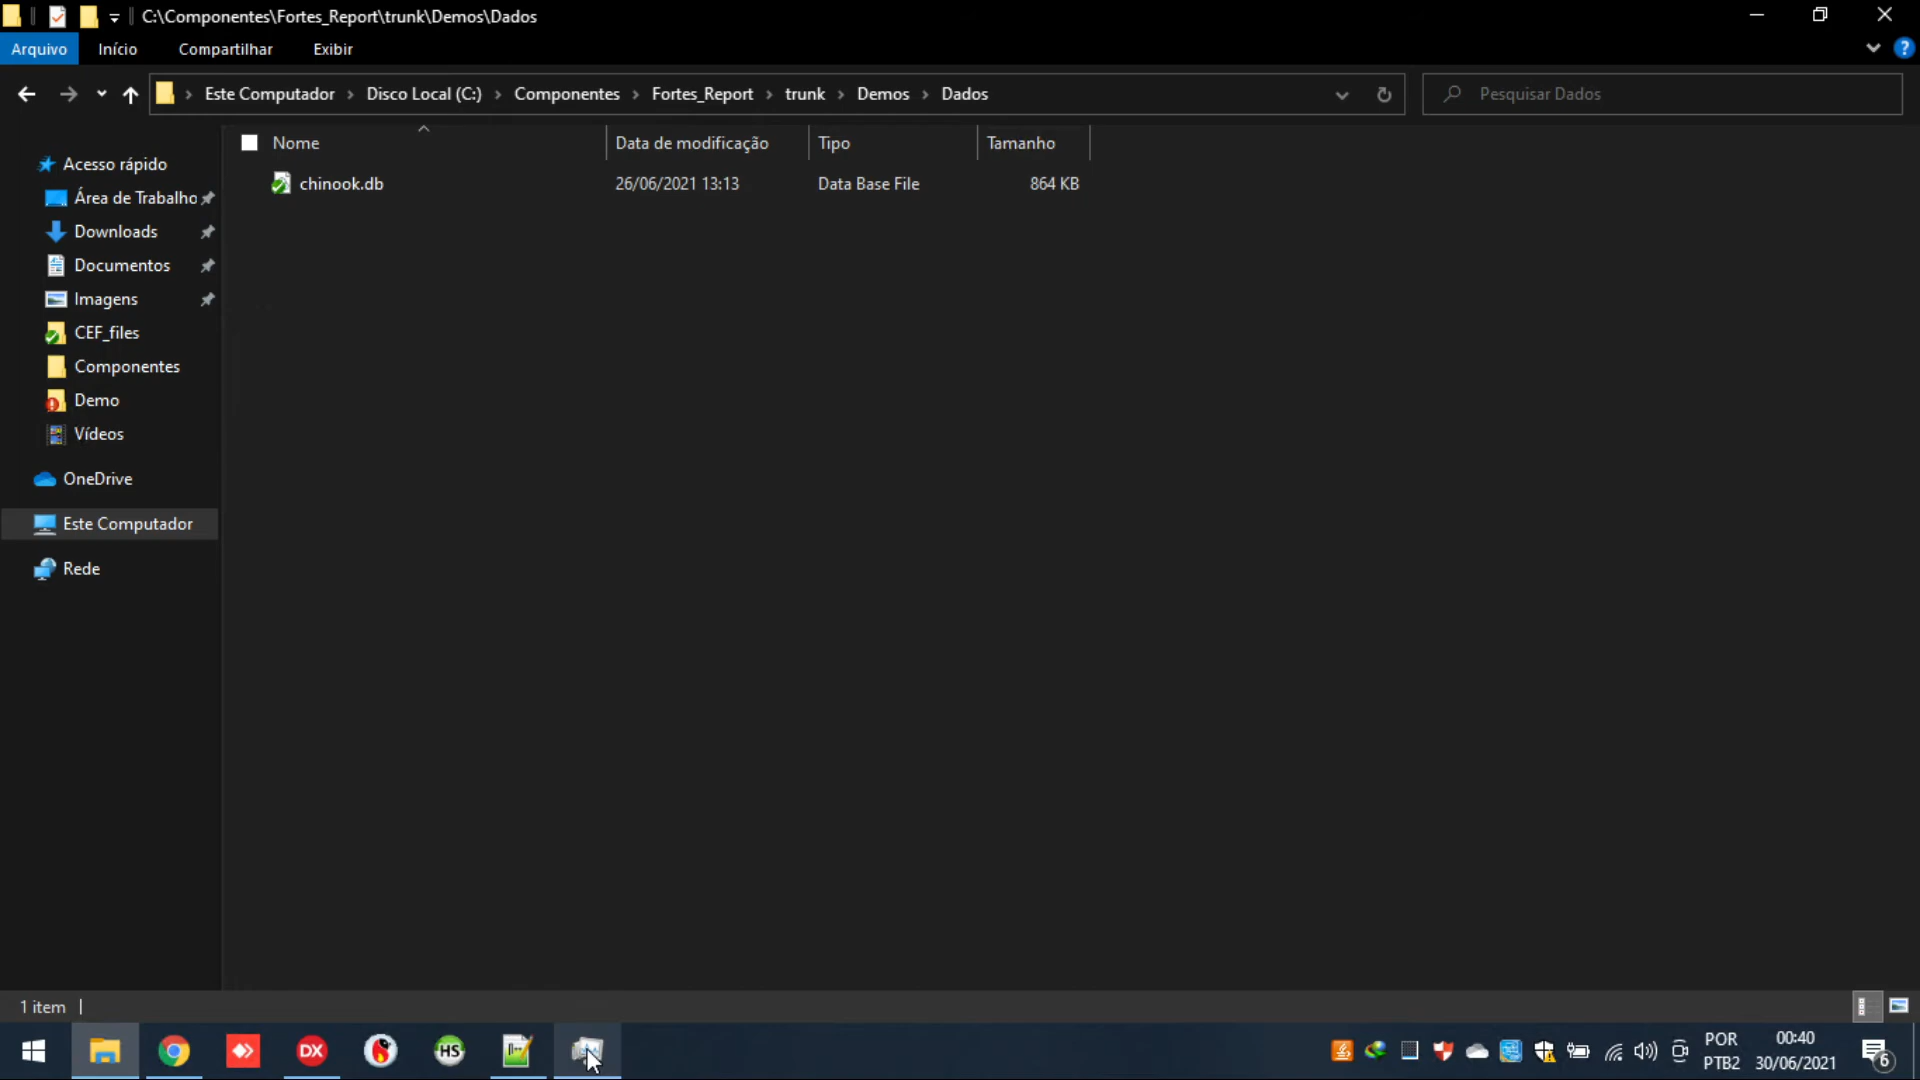 C:\Componentes\Fortes_Report\trunk\Demos\Dados
Arquivo Início Compartilhar Exibir
Este Computador Disco Local (C:) Componentes Fortes_Report trunk Demos Dados Pesquisar Dados
Nome Data de modificação Tipo Tamanho
chinook.db 26/06/2021 13:13 Data Base File 864 KB
Acesso rápido
Área de Trabalho
Downloads
Documentos
Imagens
CEF_files
Componentes
Demo
Vídeos
OneDrive
Este Computador
Rede
1 item
DX HS
POR 00:40
PTB2 30/06/2021 6